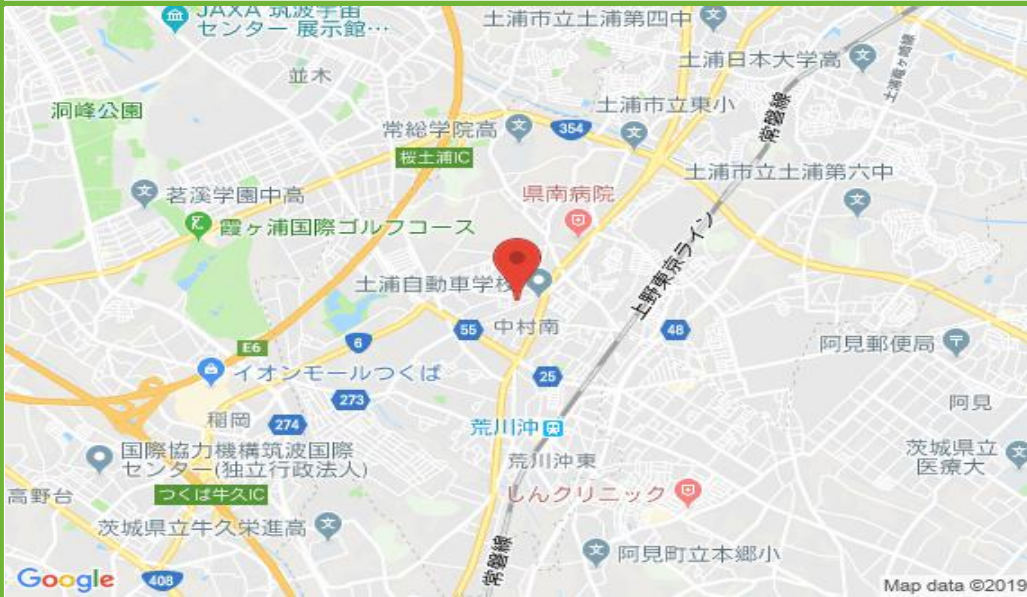 JAXA 筑波宇宙
センター 展示館…
土浦市立土浦第四中
並木
土浦日本大学高
土浦竜ヶ崎線
洞峰公園
土浦市立東小
常磐線
常総学院高
354
桜土浦IC
土浦市立土浦第六中
茗溪学園中高
県南病院
霞ヶ浦国際ゴルフコース
上野東京ライン
土浦自動車学校
55
中村南
48
6
E6
阿見郵便局
イオンモールつくば
25
273
阿見
稲岡
274
荒川沖
国際協力機構筑波国際
センター(独立行政法人)
荒川沖東
茨城県立
医療大
高野台
つくば牛久IC
しんクリニック
茨城県立牛久栄進高
常磐線
阿見町立本郷小
Google
408
Map data ©2019